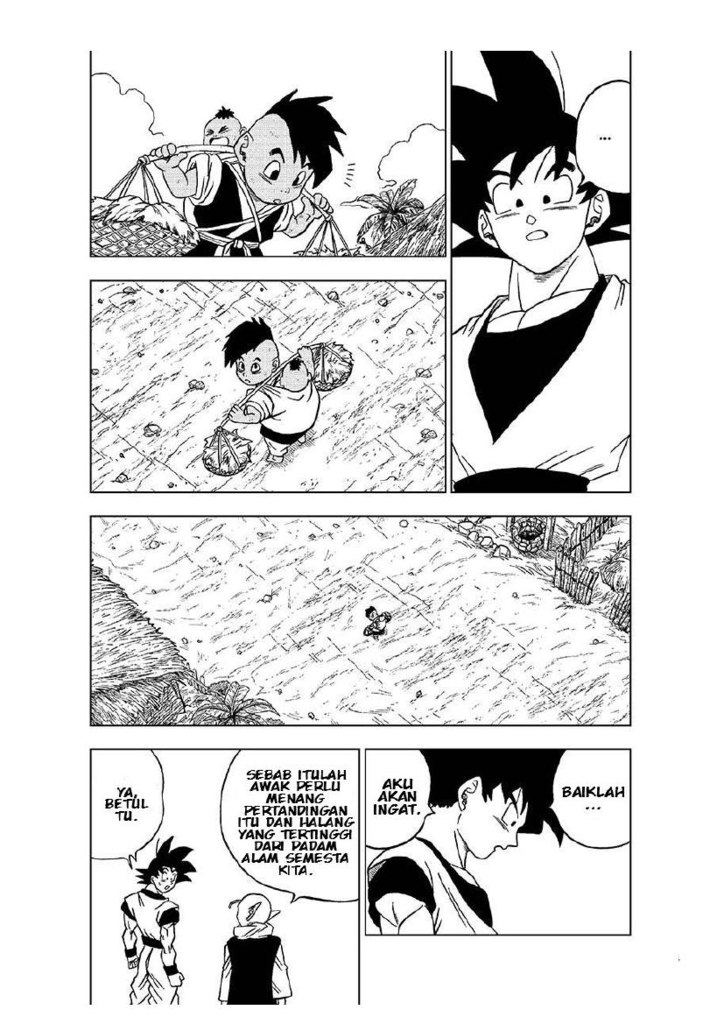 ...
BAIKLAH
...
AKU
AKAN
INGAT.
SEBAB ITULAH
AWAK PERLU
MENANG
PERTANDINGAN
ITU DAN HALANG
YANG TERTINGGI
DARI PADAM
ALAM SEMESTA
KITA.
YA,
BETUL
TU.